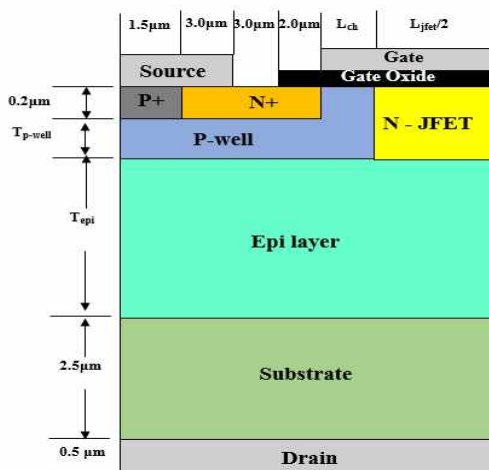 1.5µm 3.0µm 3.0µm 2.0µm Lch Ljfet/2
Gate
Source
Gate Oxide
0.2µm
P+ N+
N - JFET
Tp-well
P-well
Tepi
Epi layer
2.5µm
Substrate
0.5 µm
Drain